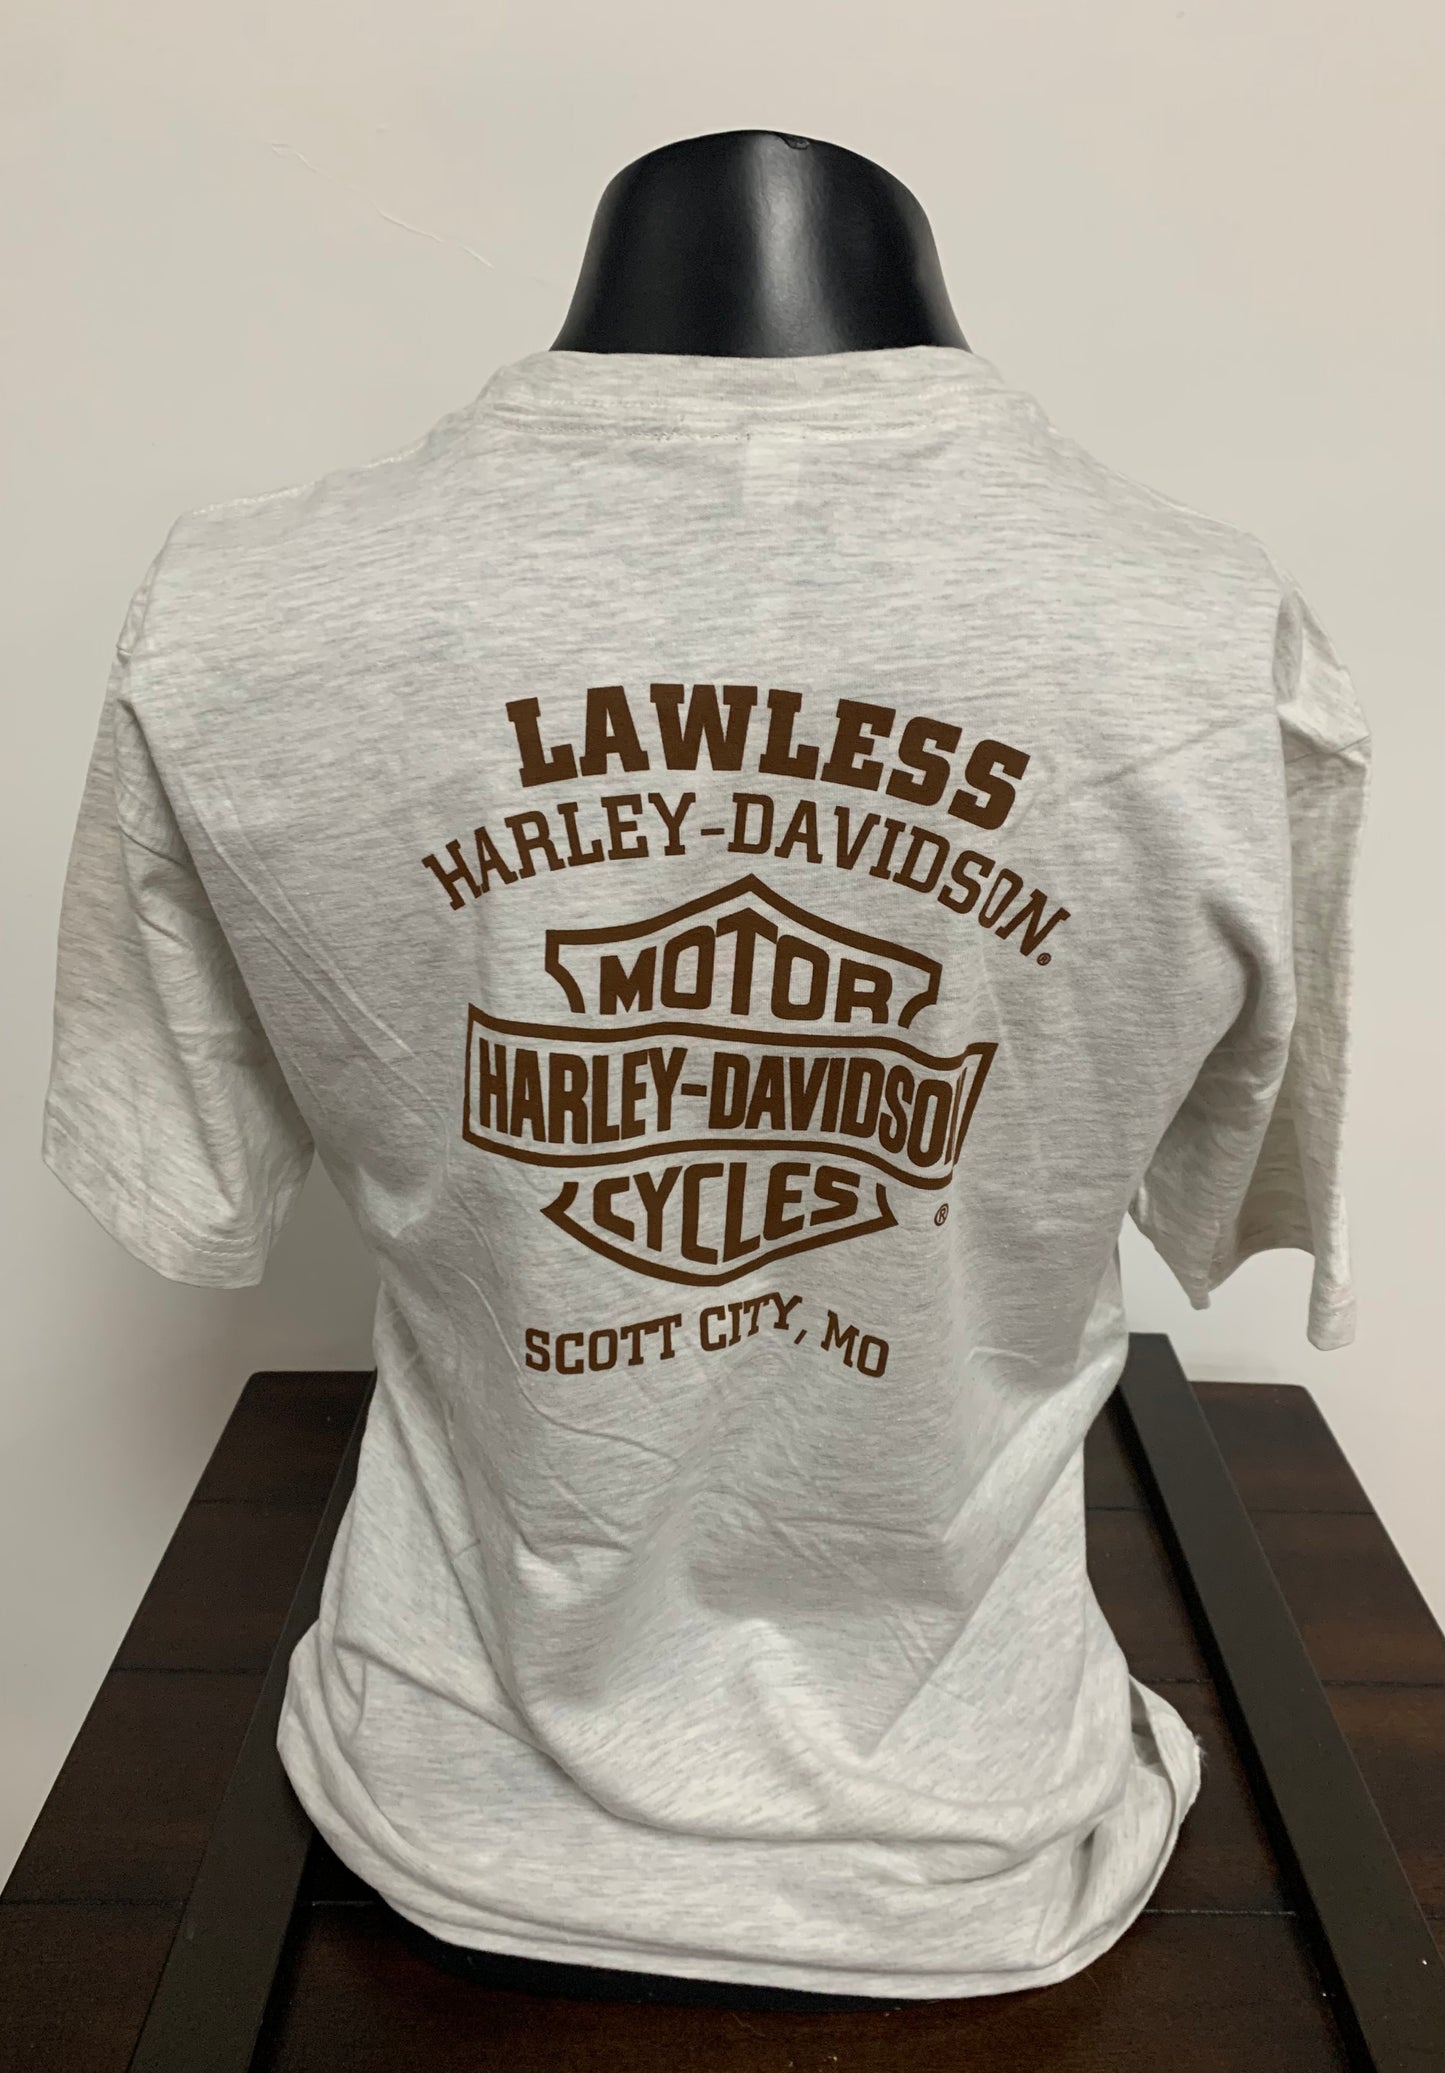 LAWLESS
HARLEY-DAVIDSON®
MOTOR
HARLEY-DAVIDSON
CYCLES ®
SCOTT CITY, MO